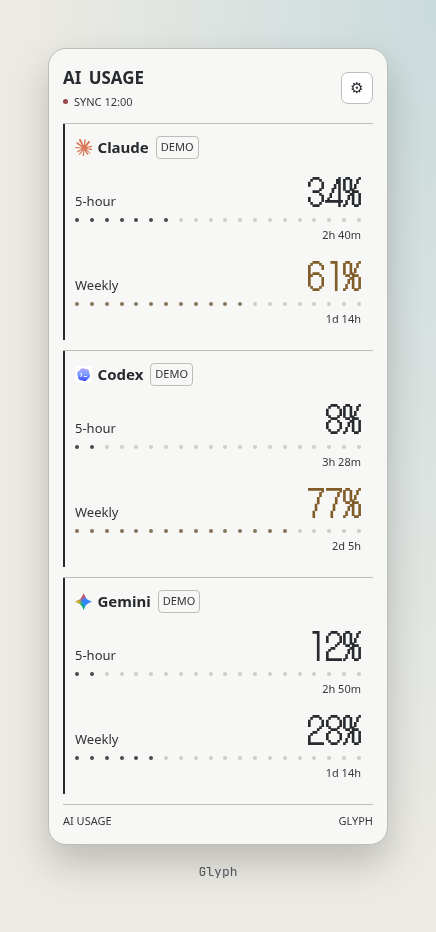 AI USAGE
SYNC 12:00
Claude DEMO
5-hour 34%
2h 40m
Weekly 61%
1d 14h
Codex DEMO
5-hour 8%
3h 28m
Weekly 77%
2d 5h
Gemini DEMO
5-hour 12%
2h 50m
Weekly 28%
1d 14h
AI USAGE GLYPH
Glyph